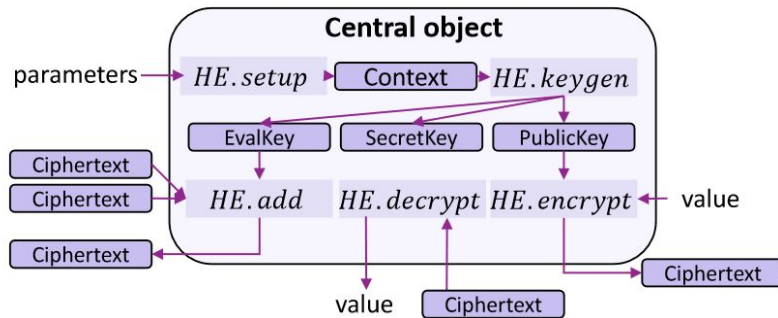 Central object
parameters
HE.setup
Context
HE.keygen
EvalKey
SecretKey
PublicKey
Ciphertext
Ciphertext
HE.add
HE.decrypt
HE.encrypt
value
Ciphertext
Ciphertext
value
Ciphertext